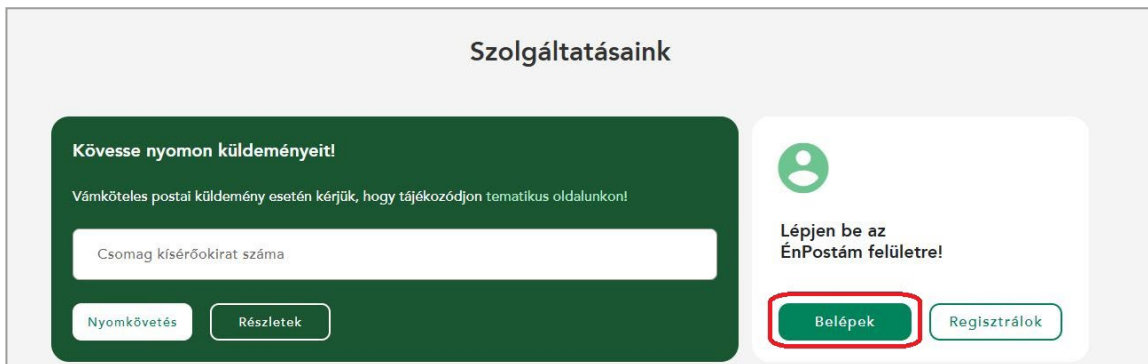 Szolgáltatásaink
Kövesse nyomon küldeményeit!
Vámköteles postai küldemény esetén kérjük, hogy tájékozódjon tematikus oldalunkon!
Csomag kísérőokirat száma
Nyomkövetés
Részletek
Lépjen be az
ÉnPostám felületre!
Belépek
Regisztrálok